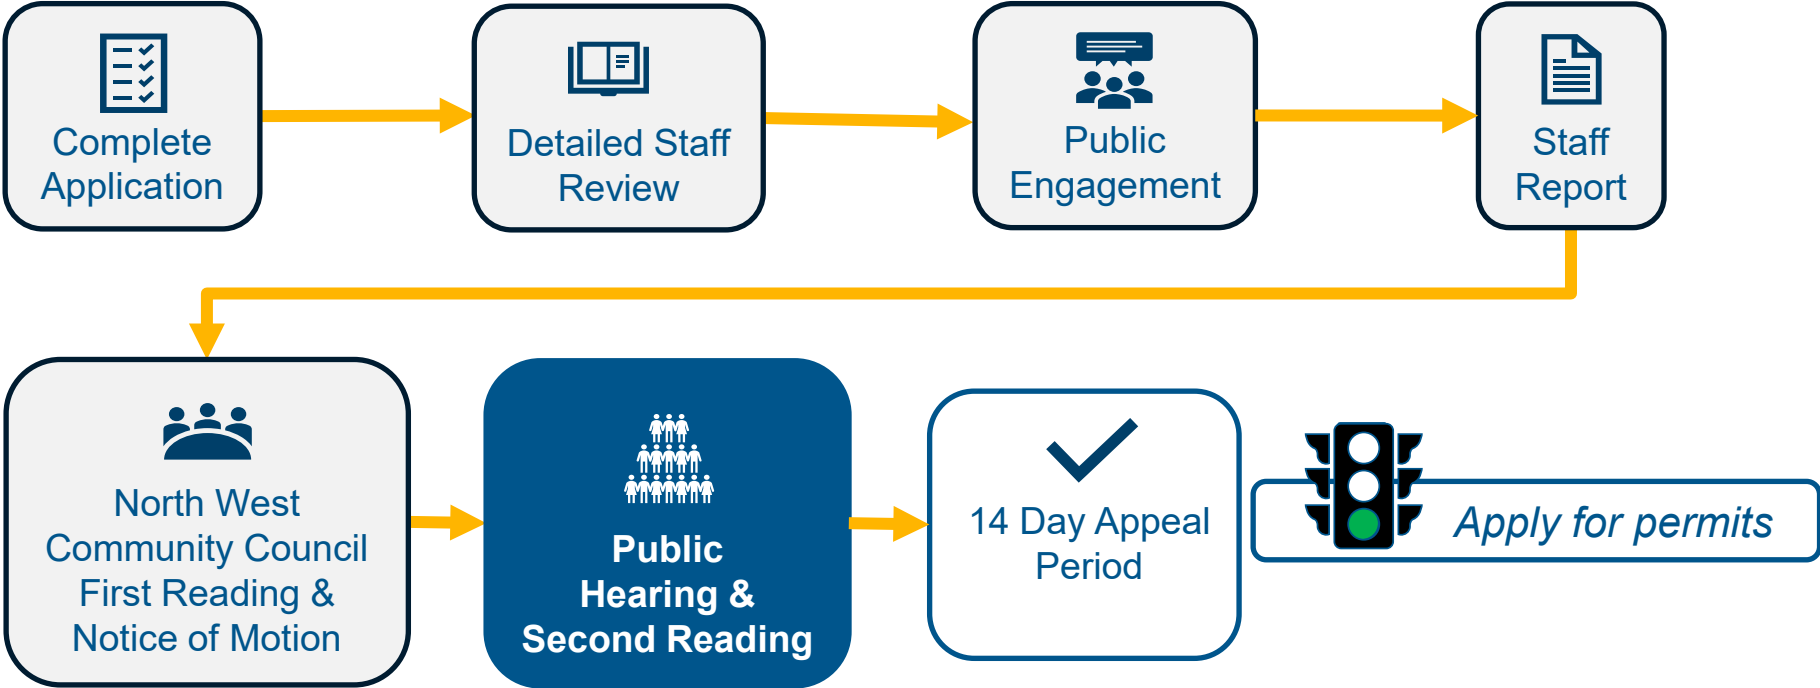 Complete
Application
Detailed Staff
Review
Public
Engagement
Staff
Report
North West
Community Council
First Reading &
Notice of Motion
Public
Hearing &
Second Reading
14 Day Appeal
Period
Apply for permits